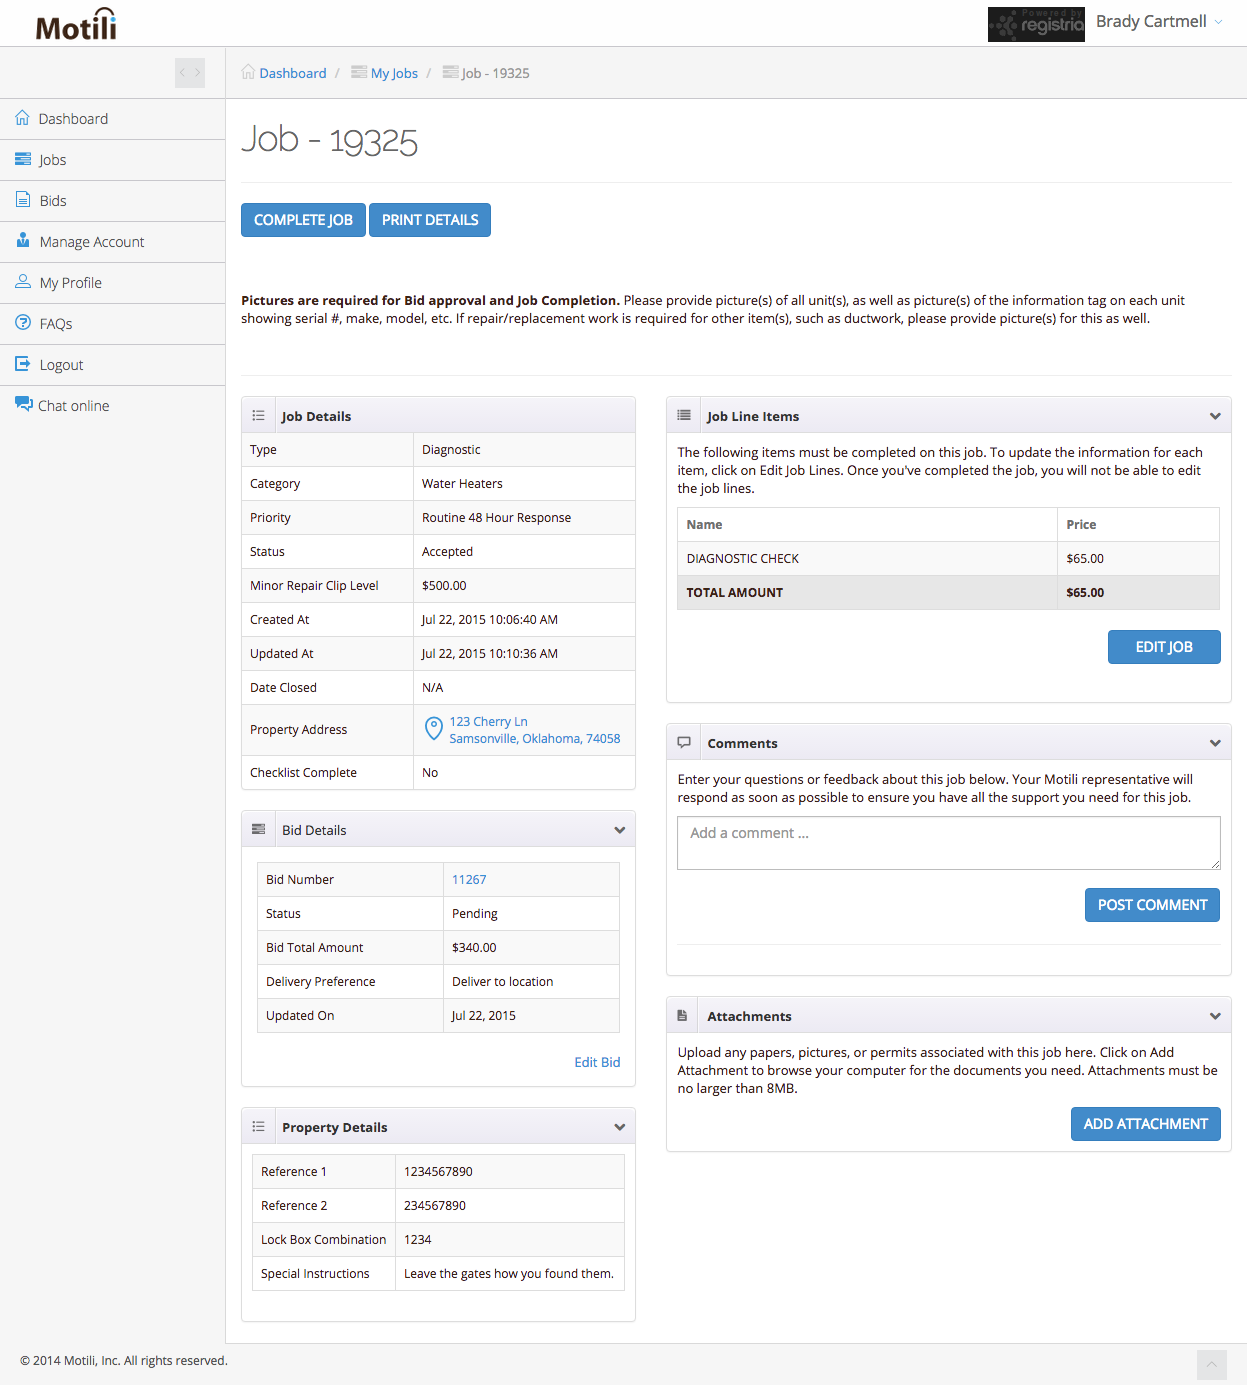 Motili
Powered by
registria
Brady Cartmell
Dashboard / My Jobs / Job - 19325
Dashboard
Jobs
Bids
Manage Account
My Profile
FAQs
Logout
Chat online
Job - 19325
COMPLETE JOB
PRINT DETAILS
Pictures are required for Bid approval and Job Completion. Please provide picture(s) of all unit(s), as well as picture(s) of the information tag on each unit
showing serial #, make, model, etc. If repair/replacement work is required for other item(s), such as ductwork, please provide picture(s) for this as well.
Job Details
Type Diagnostic
Category Water Heaters
Priority Routine 48 Hour Response
Status Accepted
Minor Repair Clip Level $500.00
Created At Jul 22, 2015 10:06:40 AM
Updated At Jul 22, 2015 10:10:36 AM
Date Closed N/A
Property Address 123 Cherry Ln
Samsonville, Oklahoma, 74058
Checklist Complete No
Bid Details
Bid Number 11267
Status Pending
Bid Total Amount $340.00
Delivery Preference Deliver to location
Updated On Jul 22, 2015
Edit Bid
Property Details
Reference 1 1234567890
Reference 2 234567890
Lock Box Combination 1234
Special Instructions Leave the gates how you found them.
Job Line Items
The following items must be completed on this job. To update the information for each
item, click on Edit Job Lines. Once you've completed the job, you will not be able to edit
the job lines.
Name Price
DIAGNOSTIC CHECK $65.00
TOTAL AMOUNT $65.00
EDIT JOB
Comments
Enter your questions or feedback about this job below. Your Motili representative will
respond as soon as possible to ensure you have all the support you need for this job.
Add a comment ...
POST COMMENT
Attachments
Upload any papers, pictures, or permits associated with this job here. Click on Add
Attachment to browse your computer for the documents you need. Attachments must be
no larger than 8MB.
ADD ATTACHMENT
© 2014 Motili, Inc. All rights reserved.